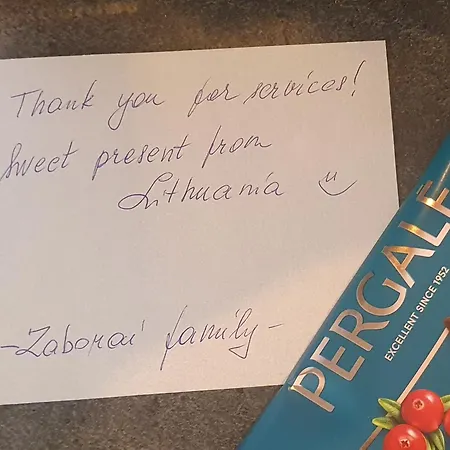 Thank you for services!
Sweet present from
Lithuania
-Zaborai family-
PERGALĖ
EXCELLENT SINCE 1952